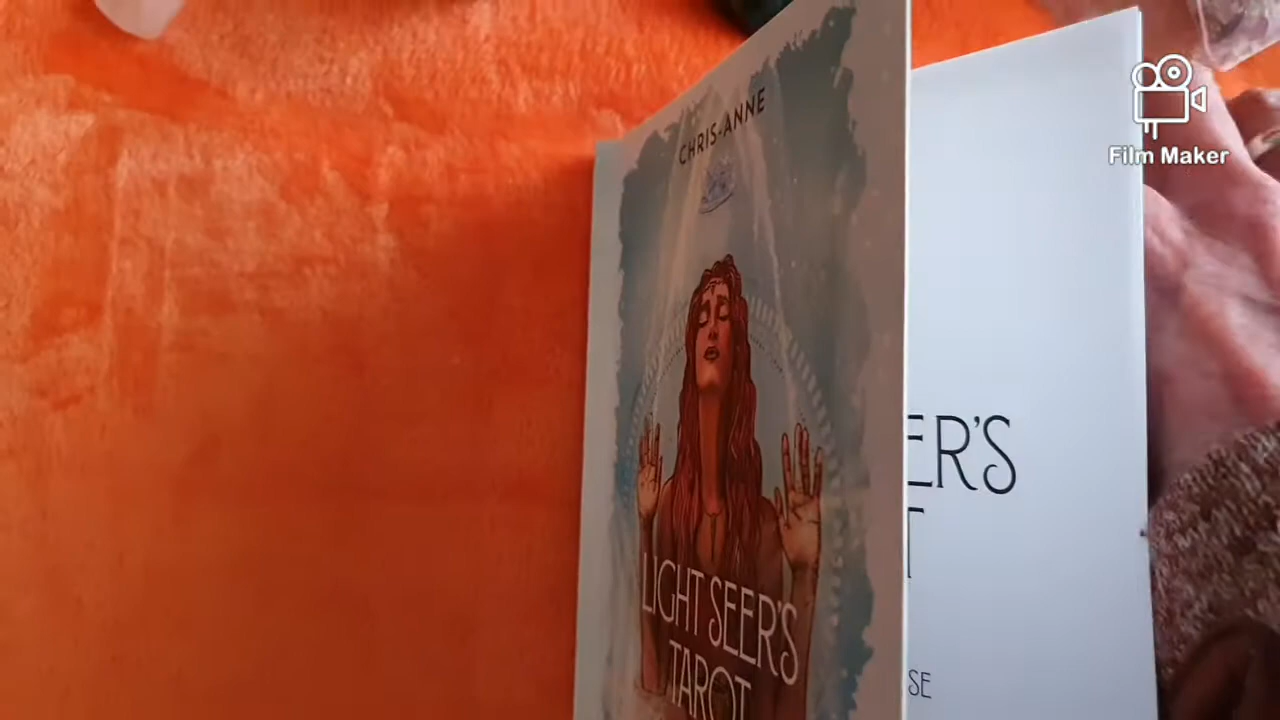 CHRIS-ANNE
LIGHT SEER'S
TAROT
ER'S
T
SE
Film Maker